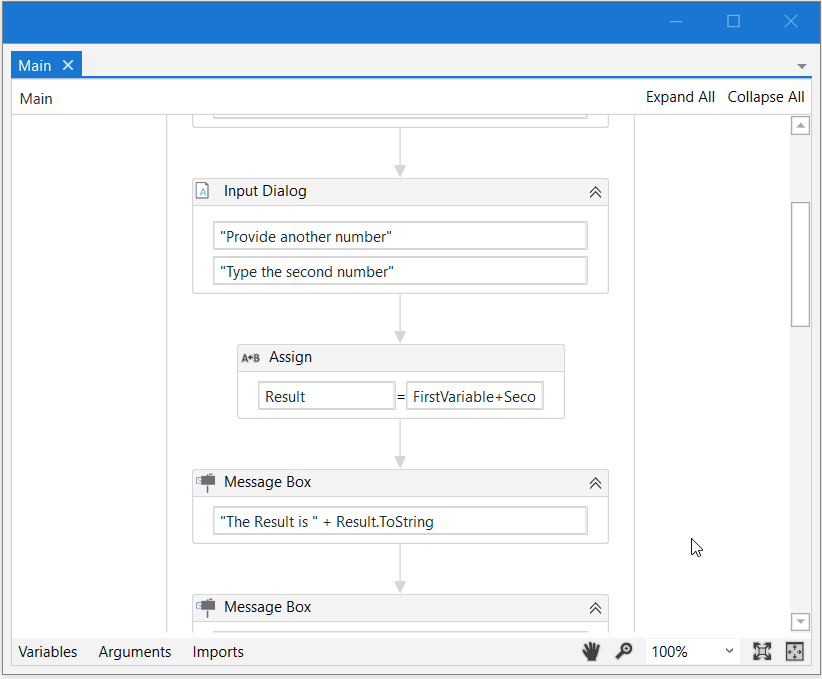 Main
Main
Expand All Collapse All
A Input Dialog
"Provide another number"
"Type the second number"
A B Assign
Result = FirstVariable+Seco
Message Box
"The Result is " + Result.ToString
Message Box
Variables Arguments Imports 100%